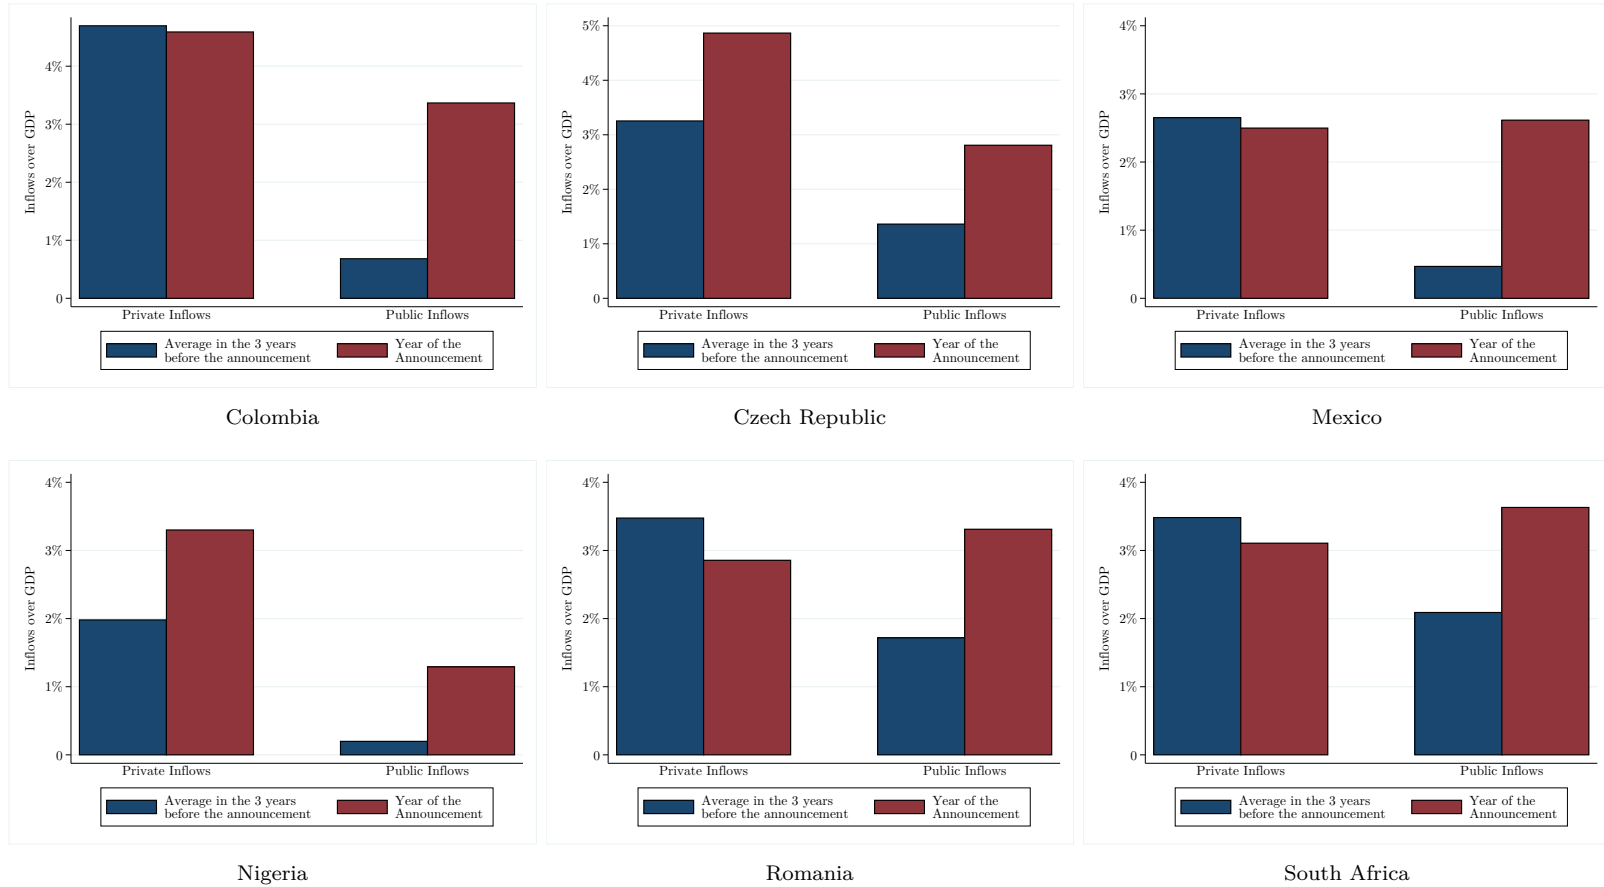 Inflows over GDP
4%
3%
2%
1%
0
Private Inflows Public Inflows
Average in the 3 years
before the announcement
Year of the
Announcement
Colombia
Inflows over GDP
5%
4%
3%
2%
1%
0
Private Inflows Public Inflows
Average in the 3 years
before the announcement
Year of the
Announcement
Czech Republic
Inflows over GDP
4%
3%
2%
1%
0
Private Inflows Public Inflows
Average in the 3 years
before the announcement
Year of the
Announcement
Mexico
Inflows over GDP
4%
3%
2%
1%
0
Private Inflows Public Inflows
Average in the 3 years
before the announcement
Year of the
Announcement
Nigeria
Inflows over GDP
4%
3%
2%
1%
0
Private Inflows Public Inflows
Average in the 3 years
before the announcement
Year of the
Announcement
Romania
Inflows over GDP
4%
3%
2%
1%
0
Private Inflows Public Inflows
Average in the 3 years
before the announcement
Year of the
Announcement
South Africa